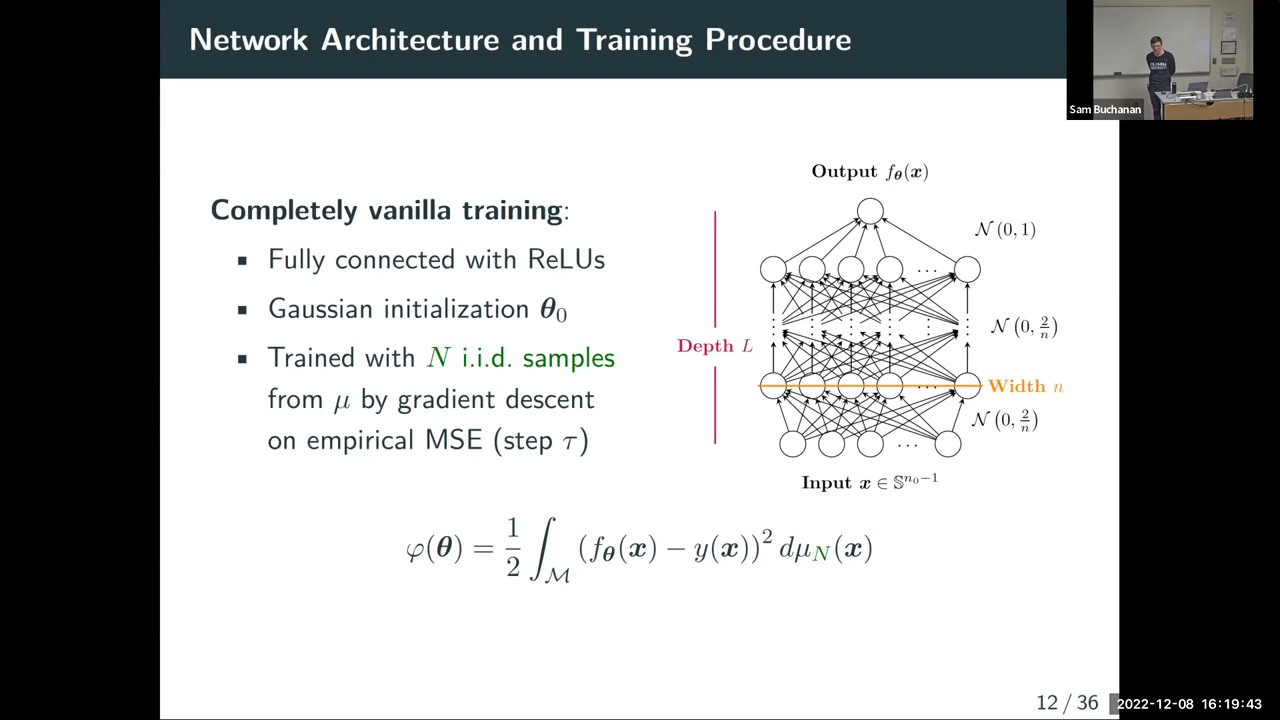 Network Architecture and Training Procedure
Sam Buchanan
Completely vanilla training:
▪ Fully connected with ReLUs
▪ Gaussian initialization θ₀
▪ Trained with N i.i.d. samples
from μ by gradient descent
on empirical MSE (step τ)
Output f_θ(x)
N(0, 1)
N(0, 2/n)
Depth L
Width n
N(0, 2/n)
Input x ∈ 𝕊^{n₀−1}
φ(θ) = 1/2 ∫_M (f_θ(x) − y(x))² dμ_N(x)
12 / 36
2022-12-08 16:19:43